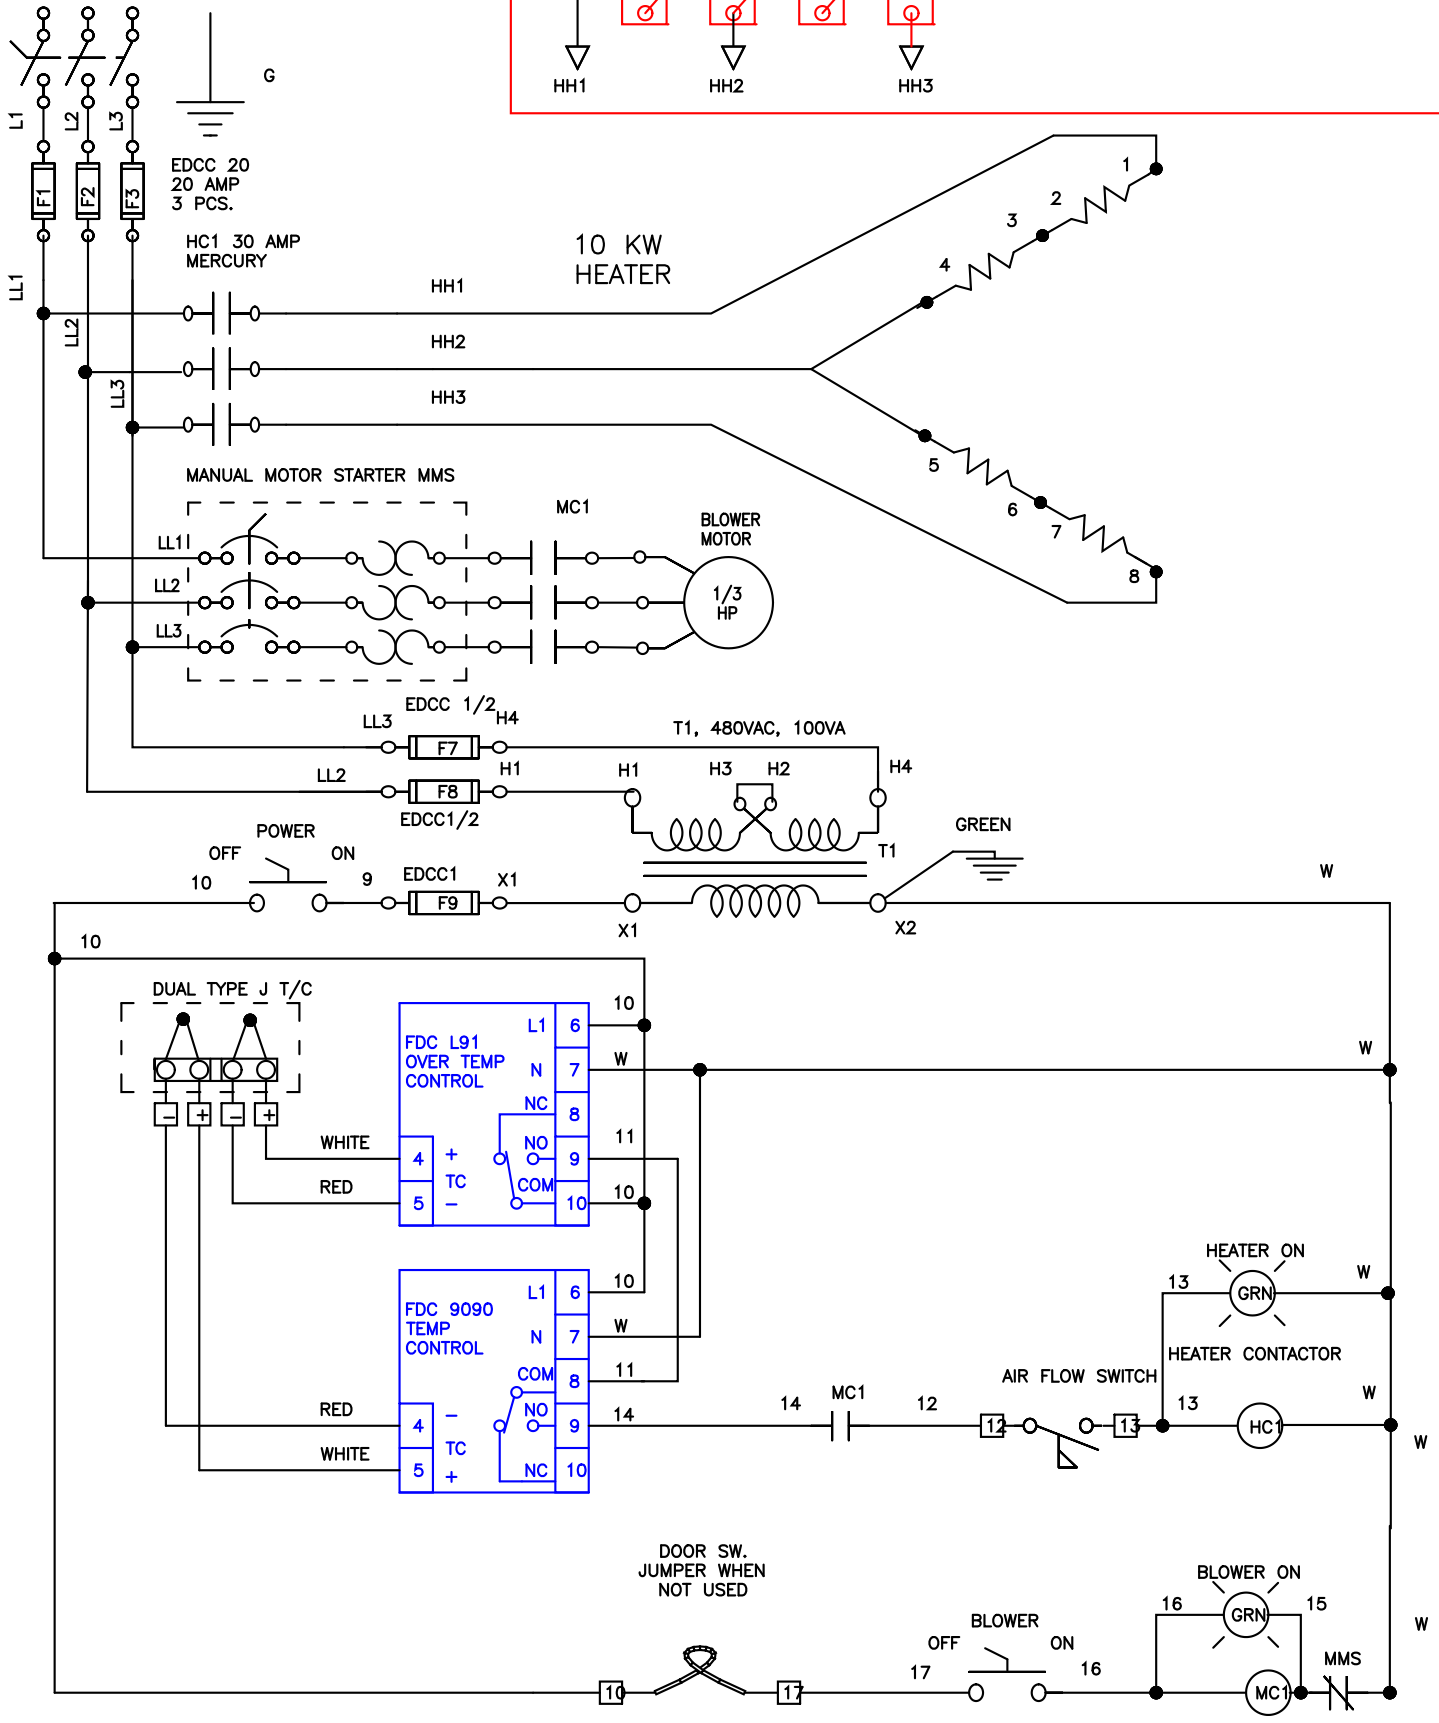 HH1
HH2
HH3
G
L1
L2
L3
EDCC 20
20 AMP
3 PCS.
F1
F2
F3
HC1 30 AMP
MERCURY
10 KW
HEATER
1
2
3
4
LL1
LL2
LL3
HH1
HH2
HH3
5
6
7
8
MANUAL MOTOR STARTER MMS
MC1
BLOWER
MOTOR
LL1
LL2
LL3
1/3
HP
EDCC 1/2
LL3
H4
F7
T1, 480VAC, 100VA
LL2
H1
F8
EDCC1/2
H1
H3
H2
H4
T1
GREEN
POWER
OFF
ON
10
9
EDCC1
X1
F9
X1
X2
W
10
DUAL TYPE J T/C
- + - +
WHITE
RED
FDC L91
OVER TEMP
CONTROL
L1
6
10
N
7
W
W
NC
8
NO
9
11
COM
10
10
4
+
TC
5
-
FDC 9090
TEMP
CONTROL
L1
6
10
N
7
W
COM
8
11
NO
9
14
NC
10
RED
4
-
TC
WHITE
5
+
14
MC1
12
12
AIR FLOW SWITCH
13
13
HEATER ON
13
GRN
W
HEATER CONTACTOR
HC1
W
W
DOOR SW.
JUMPER WHEN
NOT USED
10
17
17
BLOWER
OFF
ON
16
BLOWER ON
16
GRN
15
MC1
MMS
W